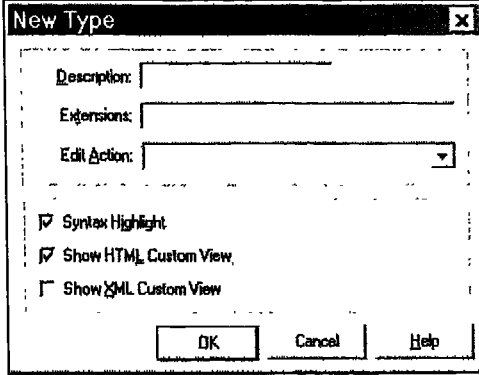 New Type
Description:
Extensions:
Edit Action:
Syntax Highlight
Show HTML Custom View
Show XML Custom View
OK Cancel Help